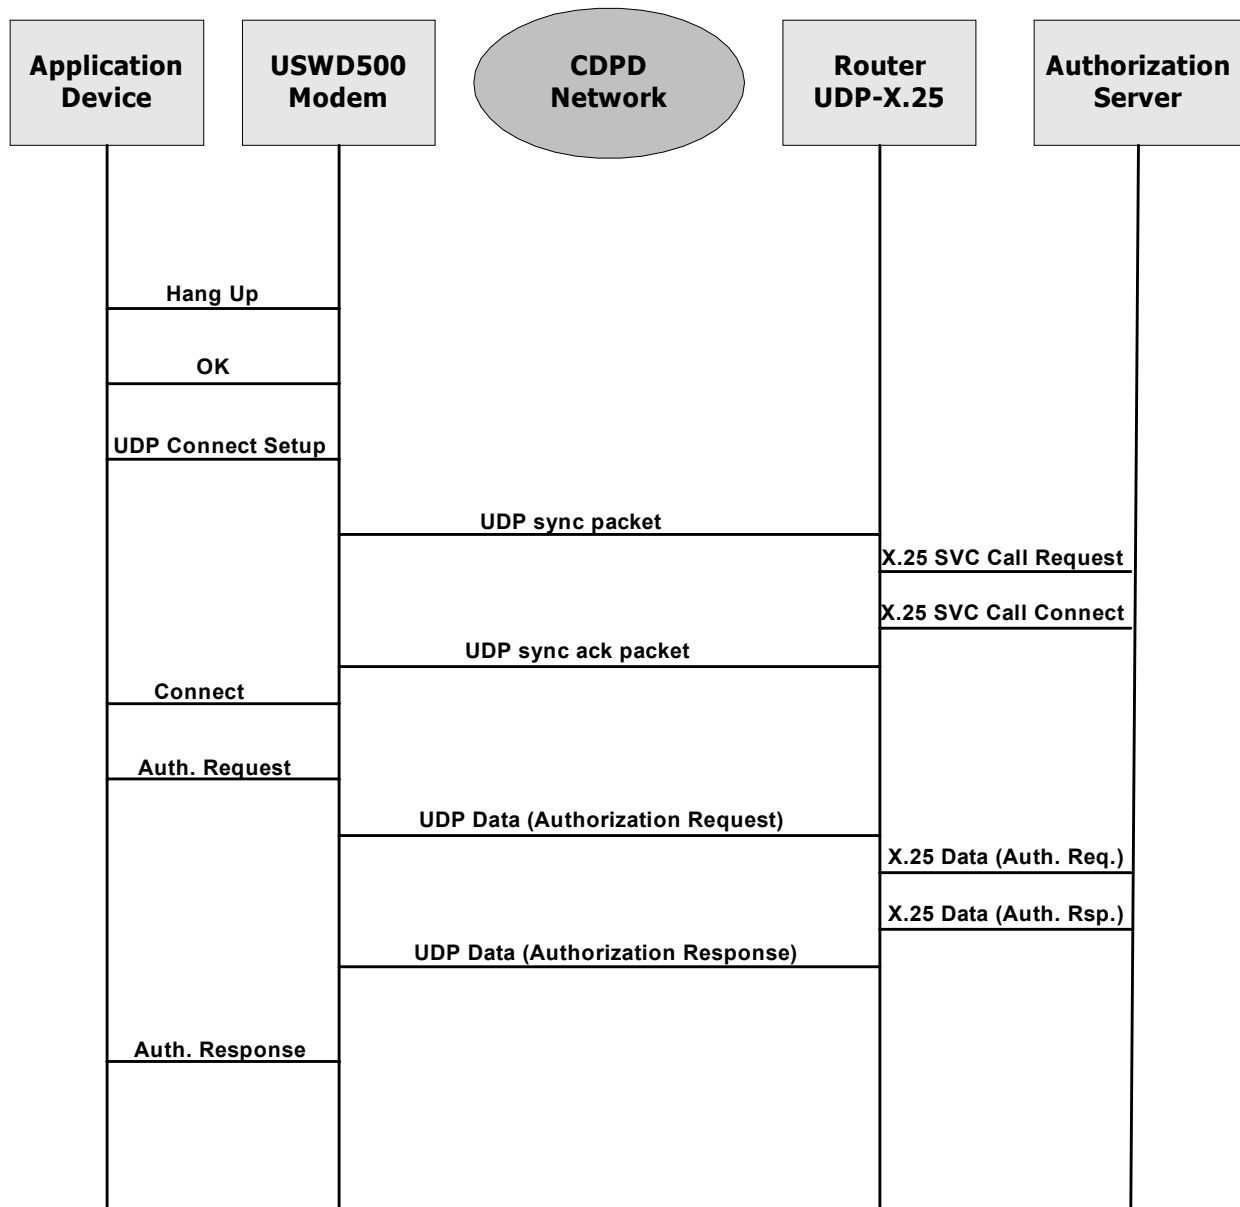 Application
Device
USWD500
Modem
CDPD
Network
Router
UDP-X.25
Authorization
Server
Hang Up
OK
UDP Connect Setup
UDP sync packet
X.25 SVC Call Request
X.25 SVC Call Connect
UDP sync ack packet
Connect
Auth. Request
UDP Data (Authorization Request)
X.25 Data (Auth. Req.)
X.25 Data (Auth. Rsp.)
UDP Data (Authorization Response)
Auth. Response